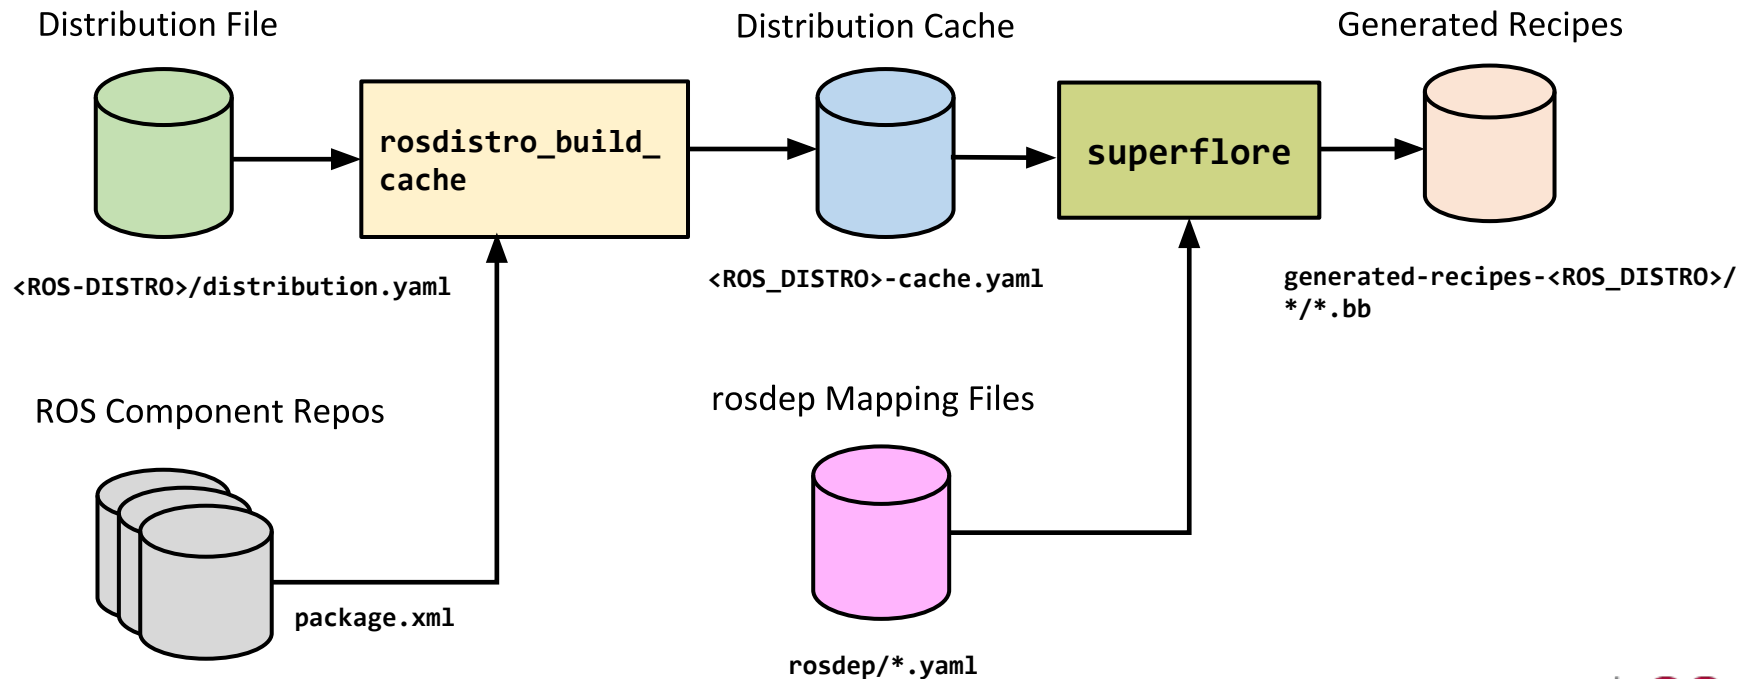 Distribution File
Distribution Cache
Generated Recipes
rosdistro_build_
cache
superflore
<ROS-DISTRO>/distribution.yaml
<ROS_DISTRO>-cache.yaml
generated-recipes-<ROS_DISTRO>/
*/*.bb
ROS Component Repos
rosdep Mapping Files
package.xml
rosdep/*.yaml